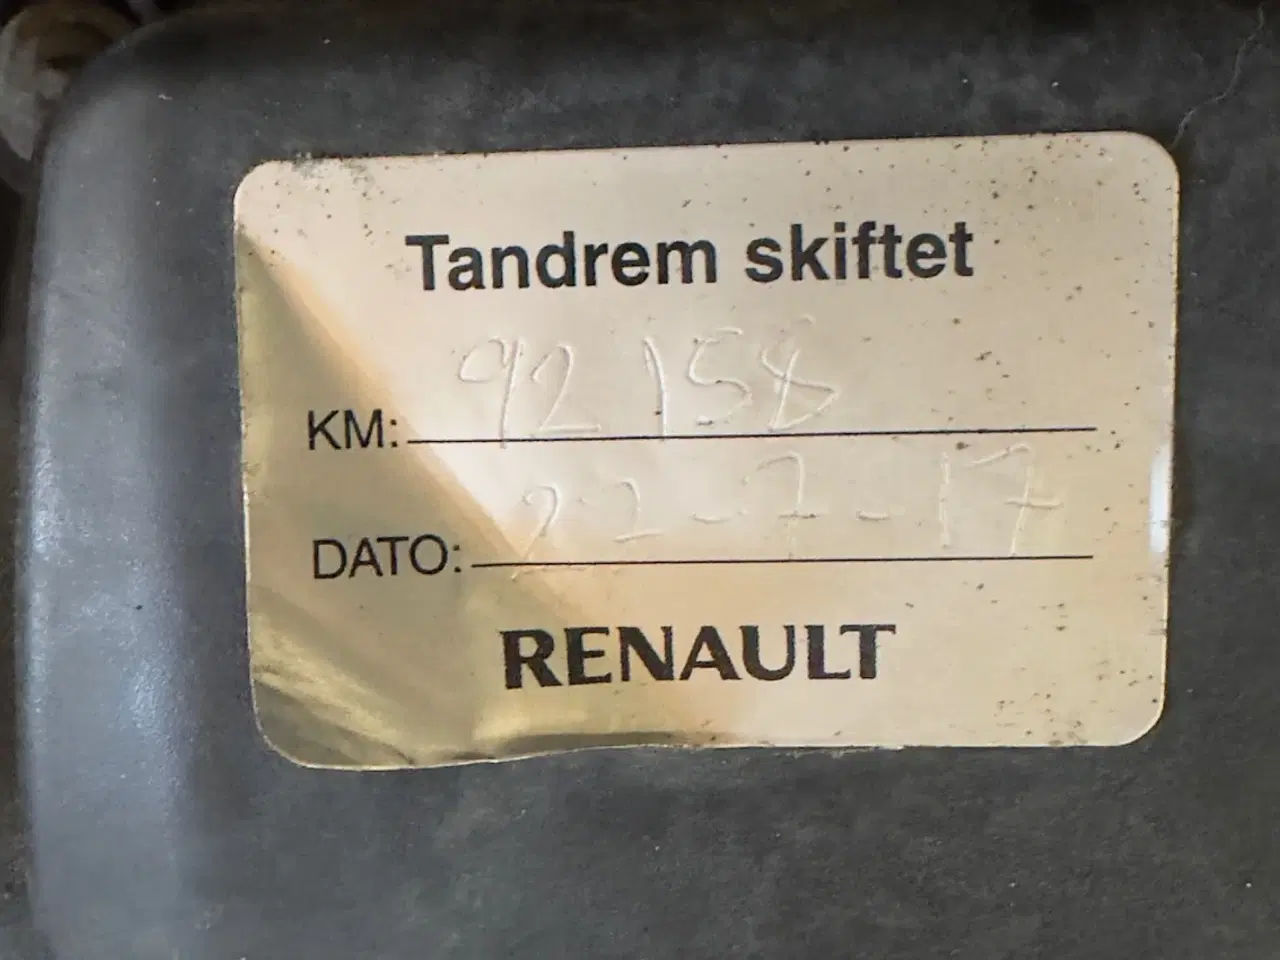 Tandrem skiftet
KM: 92 158
DATO: 22-7-17
RENAULT